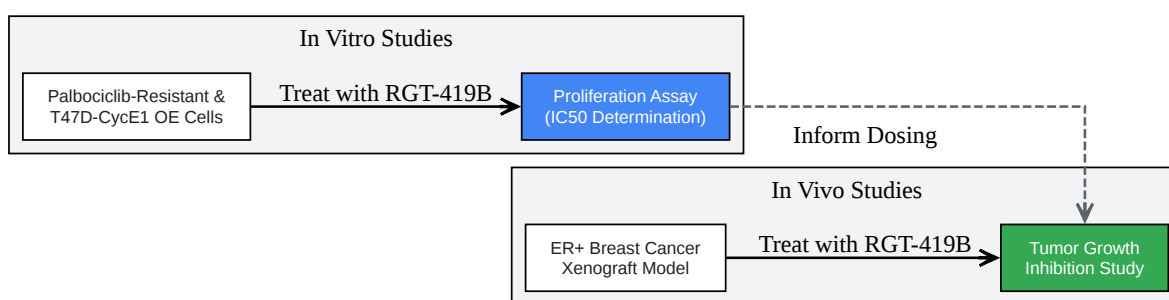 In Vitro Studies
Palbociclib-Resistant &
T47D-CycE1 OE Cells
Treat with RGT-419B
Proliferation Assay
(IC50 Determination)
Inform Dosing
In Vivo Studies
ER+ Breast Cancer
Xenograft Model
Treat with RGT-419B
Tumor Growth
Inhibition Study